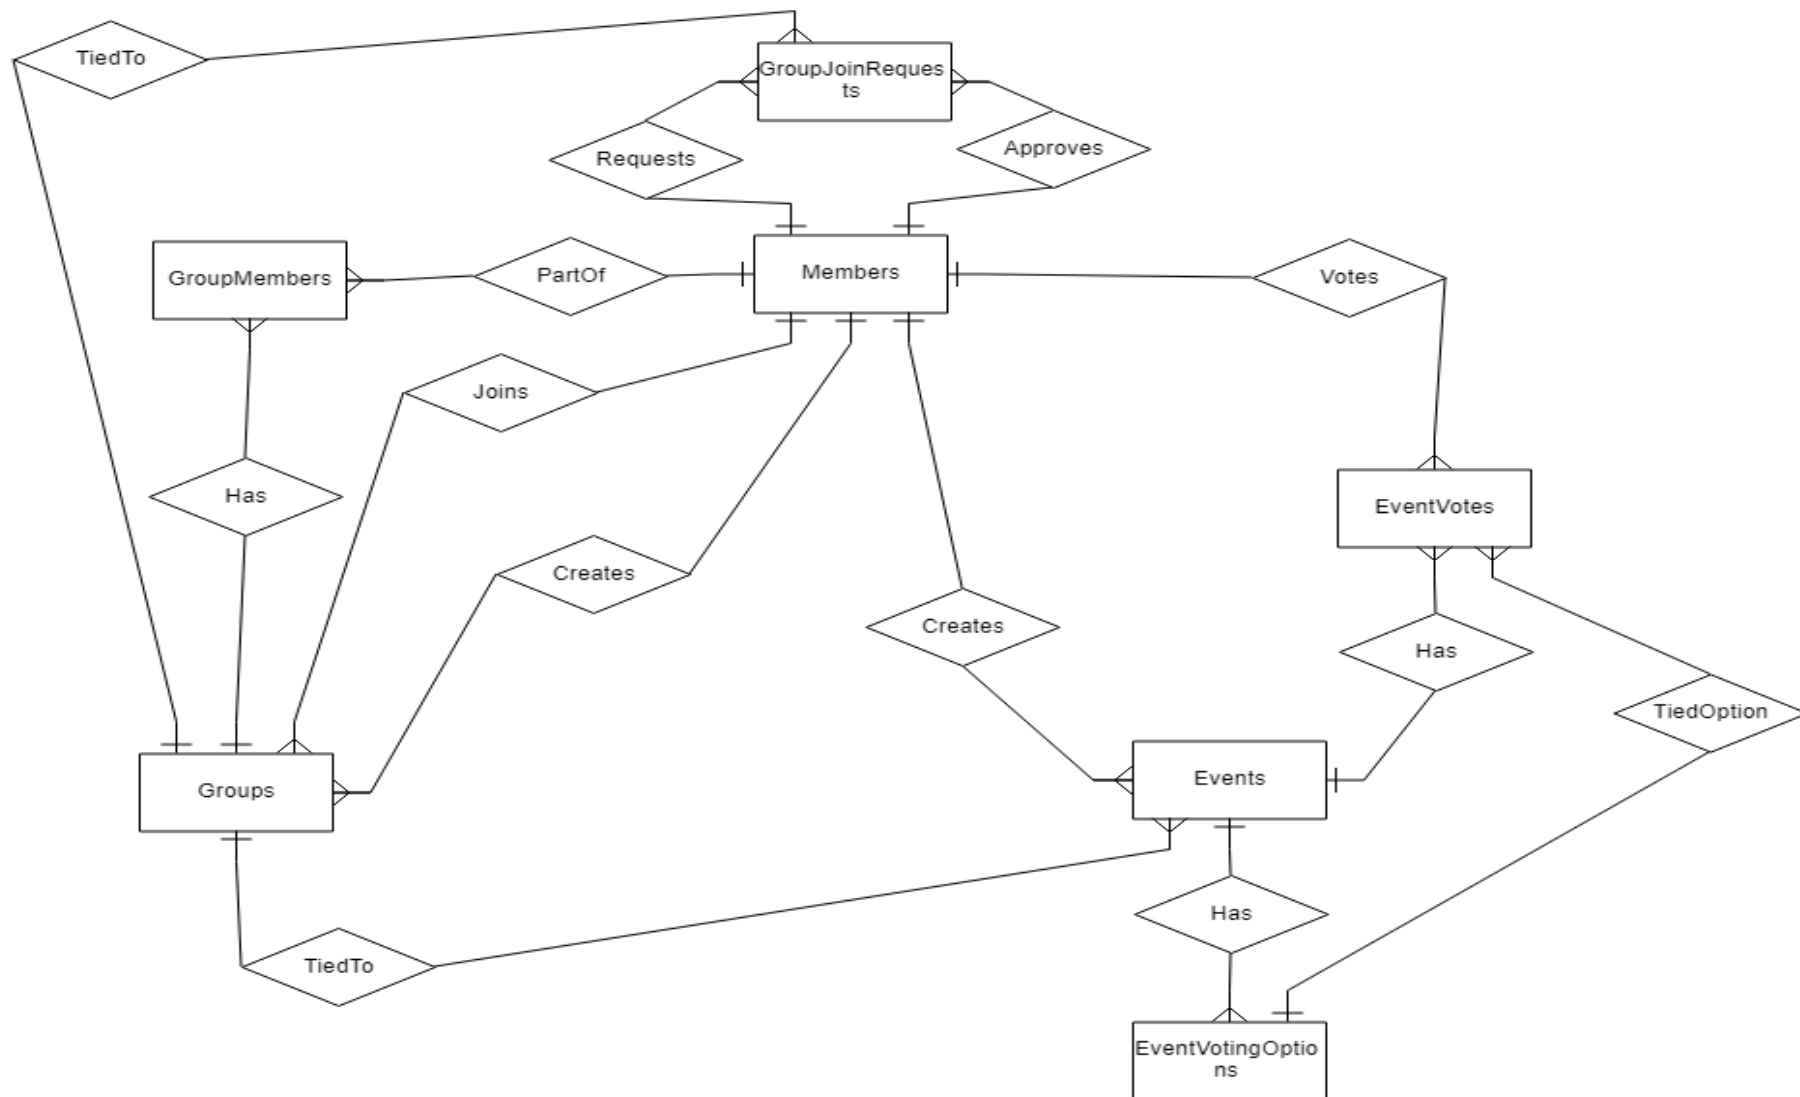 TiedTo
GroupJoinReques
ts
Requests
Approves
GroupMembers
PartOf
Members
Votes
Joins
Has
EventVotes
Creates
Creates
Has
TiedOption
Groups
Events
Has
TiedTo
EventVotingOptio
ns